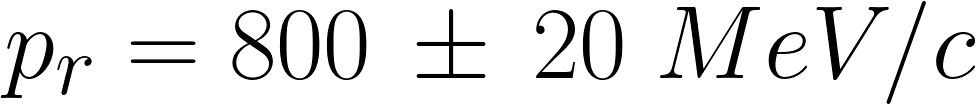 p_r = 800 ± 20 MeV/c